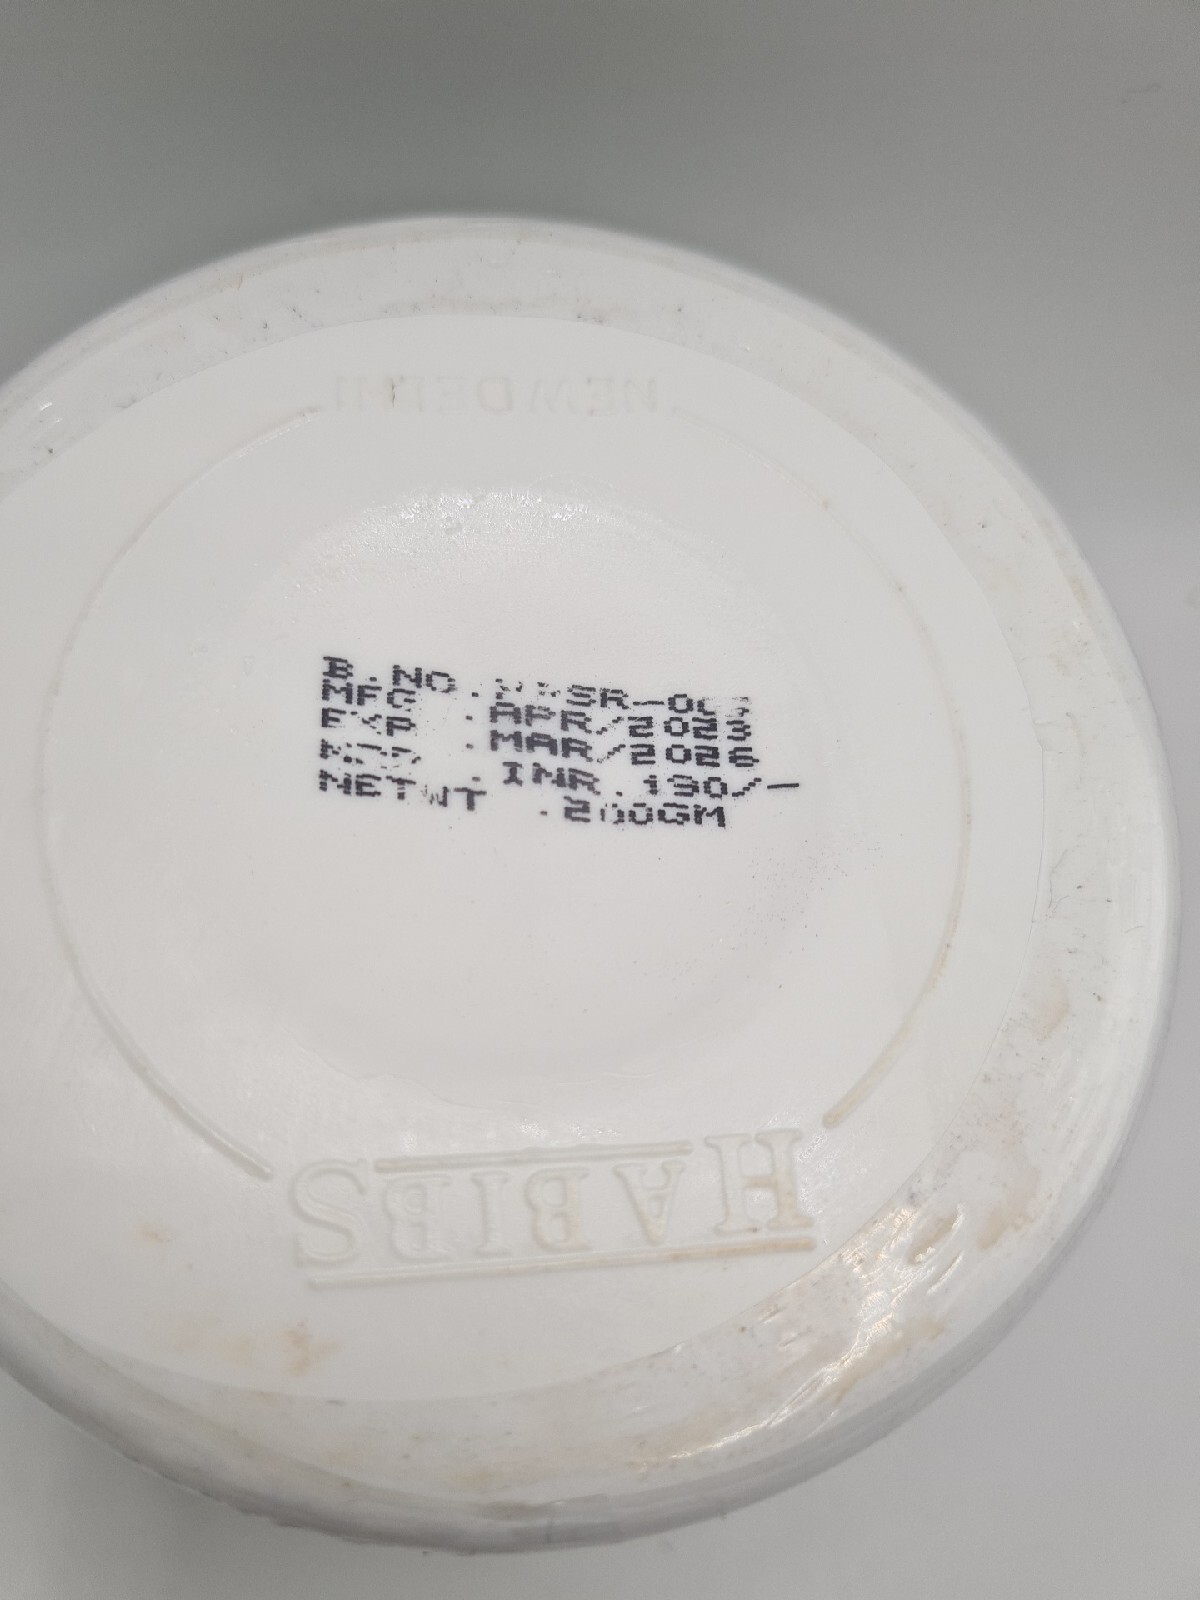 NEW DELHI
B.NO.
MFG . APR/2023
EXP . MAR/2026
. INR.190/-
NETWT .200GM
HABIBS